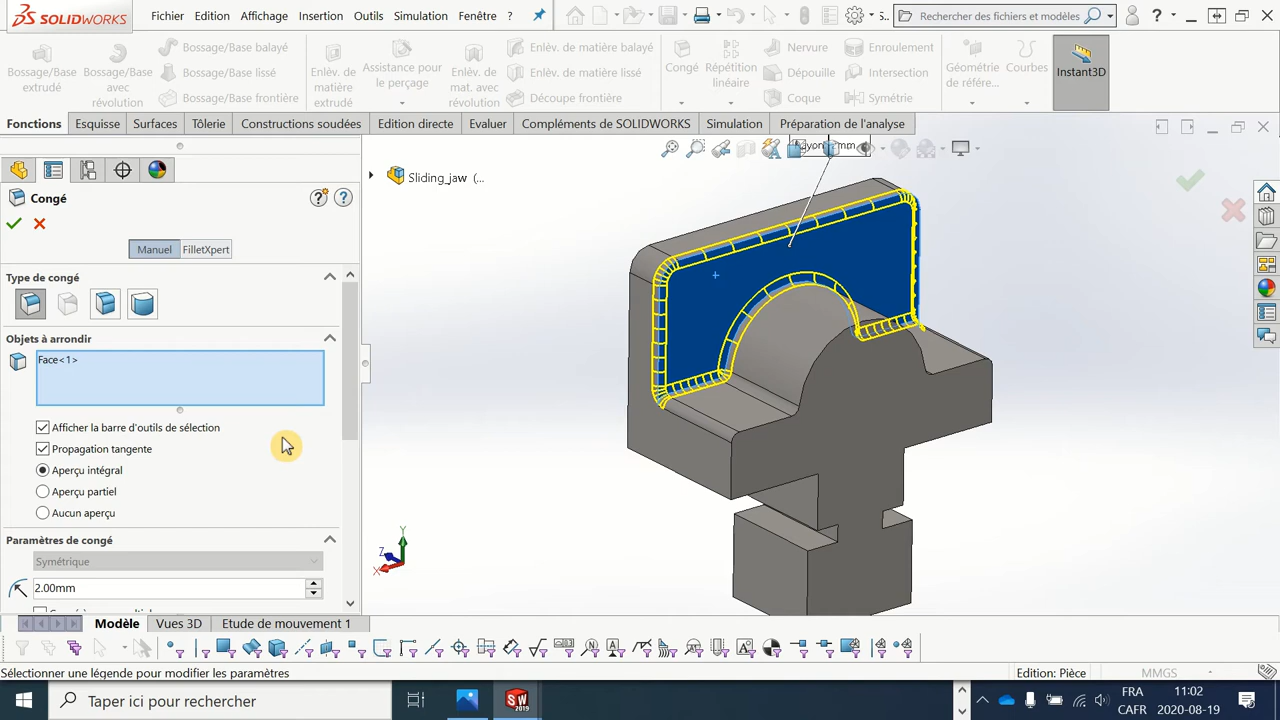 SOLIDWORKS
Fichier Edition Affichage Insertion Outils Simulation Fenêtre ?
S...
Rechercher des fichiers et modèles
?
Bossage/Base extrudé
Bossage/Base avec révolution
Bossage/Base balayé
Bossage/Base lissé
Bossage/Base frontière
Enlèv. de matière extrudé
Assistance pour le perçage
Enlèv. de mat. avec révolution
Enlèv. de matière balayé
Enlèv. de matière lissé
Découpe frontière
Congé
Répétition linéaire
Nervure
Dépouille
Coque
Enroulement
Intersection
Symétrie
Géométrie de référe...
Courbes
Instant3D
Fonctions Esquisse Surfaces Tôlerie Constructions soudées Edition directe Evaluer Compléments de SOLIDWORKS Simulation Préparation de l'analyse
Sliding_jaw (...
Congé
Manuel FilletXpert
Type de congé
Objets à arrondir
Face<1>
Afficher la barre d'outils de sélection
Propagation tangente
Aperçu intégral
Aperçu partiel
Aucun aperçu
Paramètres de congé
Symétrique
2.00mm
Y
Z
X
Modèle Vues 3D Etude de mouvement 1
Sélectionner une légende pour modifier les paramètres
Edition: Pièce
MMGS
Taper ici pour rechercher
SW
2019
FRA
CAFR
11:02
2020-08-19